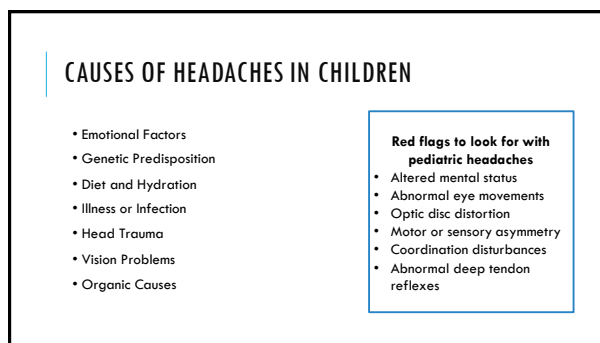 CAUSES OF HEADACHES IN CHILDREN
• Emotional Factors
• Genetic Predisposition
• Diet and Hydration
• Illness or Infection
• Head Trauma
• Vision Problems
• Organic Causes
Red flags to look for with
pediatric headaches
• Altered mental status
• Abnormal eye movements
• Optic disc distortion
• Motor or sensory asymmetry
• Coordination disturbances
• Abnormal deep tendon
reflexes